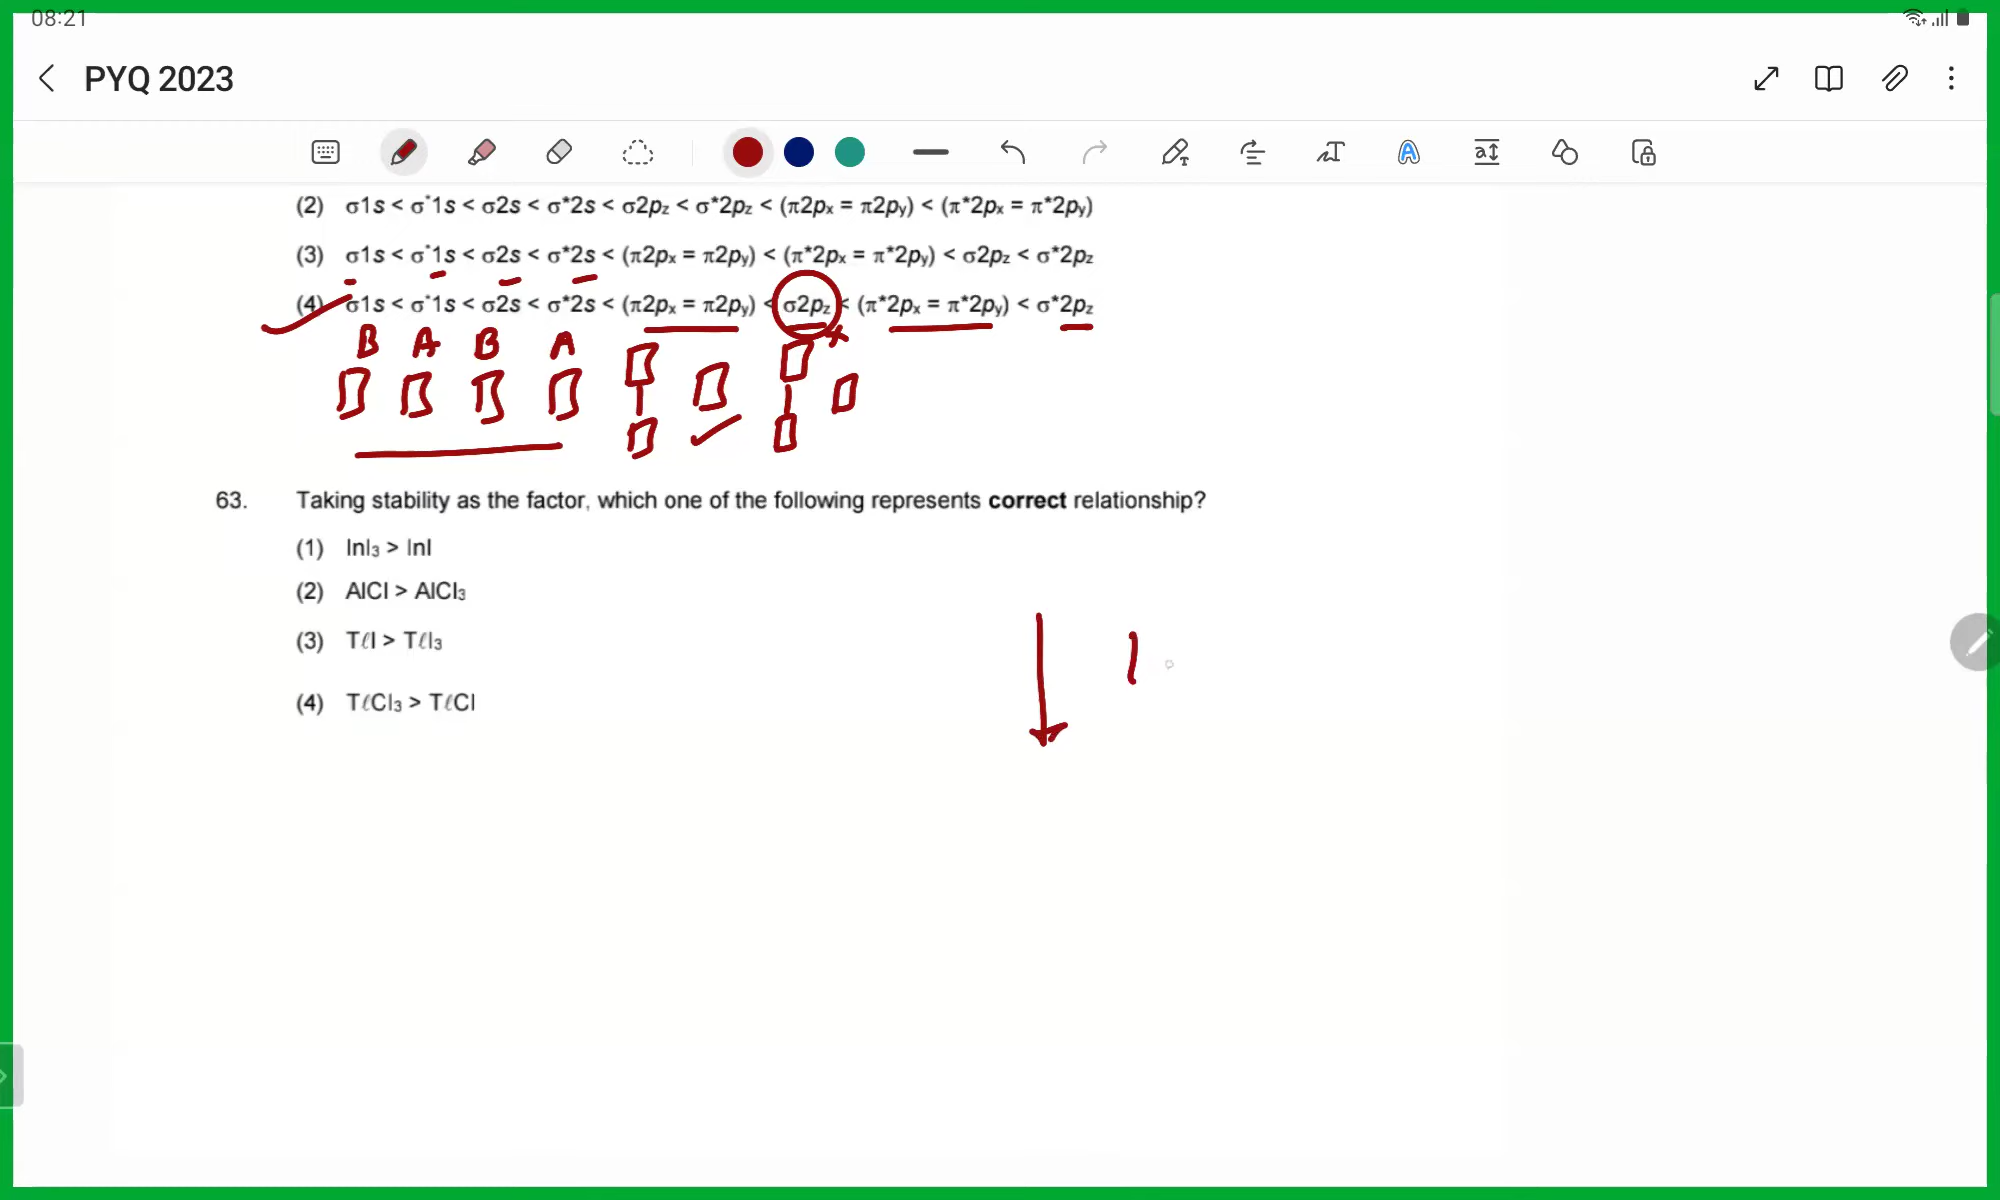 08:21
PYQ 2023
(2) σ1s < σ*1s < σ2s < σ*2s < σ2pz < σ*2pz < (π2px = π2py) < (π*2px = π*2py)
(3) σ1s < σ*1s < σ2s < σ*2s < (π2px = π2py) < (π*2px = π*2py) < σ2pz < σ*2pz
(4) σ1s < σ*1s < σ2s < σ*2s < (π2px = π2py) < σ2pz < (π*2px = π*2py) < σ*2pz
B A B A
63. Taking stability as the factor, which one of the following represents correct relationship?
(1) InI₃ > InI
(2) AlCl > AlCl₃
(3) TℓI > TℓI₃
(4) TℓCl₃ > TℓCl